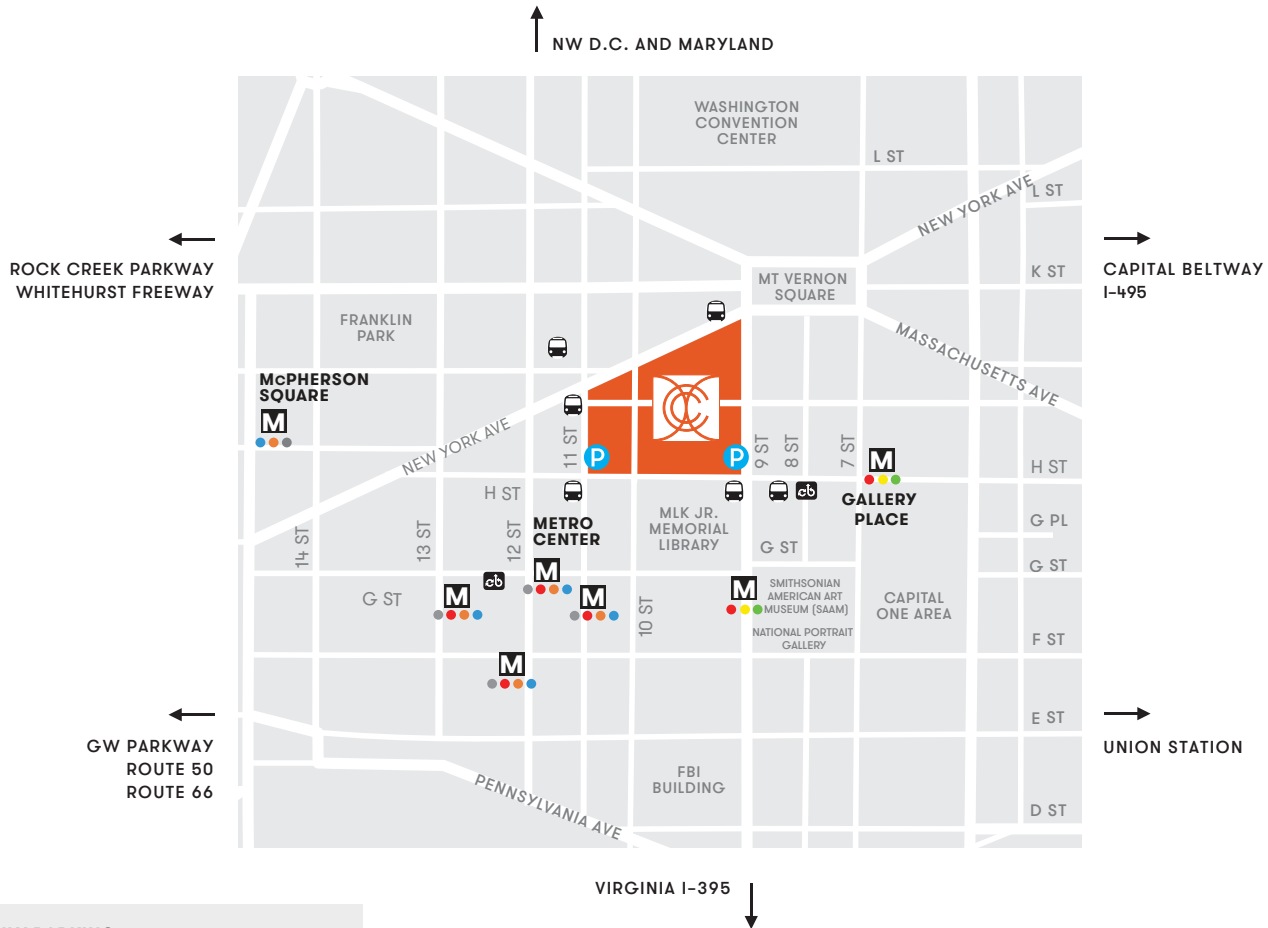 NW D.C. AND MARYLAND
WASHINGTON
CONVENTION
CENTER
L ST
NEW YORK AVE
L ST
ROCK CREEK PARKWAY
WHITEHURST FREEWAY
K ST
CAPITAL BELTWAY
I-495
MT VERNON
SQUARE
FRANKLIN
PARK
MASSACHUSETTS AVE
McPHERSON
SQUARE
M
NEW YORK AVE
11 ST
P
P
9 ST
8 ST
7 ST
M
H ST
GALLERY
PLACE
H ST
cb
METRO
CENTER
MLK JR.
MEMORIAL
LIBRARY
G PL
14 ST
13 ST
12 ST
G ST
G ST
cb
M
M
M
G ST
10 ST
M
SMITHSONIAN
AMERICAN ART
MUSEUM (SAAM)
NATIONAL PORTRAIT
GALLERY
CAPITAL
ONE AREA
F ST
M
E ST
GW PARKWAY
ROUTE 50
ROUTE 66
UNION STATION
FBI
BUILDING
PENNSYLVANIA AVE
D ST
VIRGINIA I-395